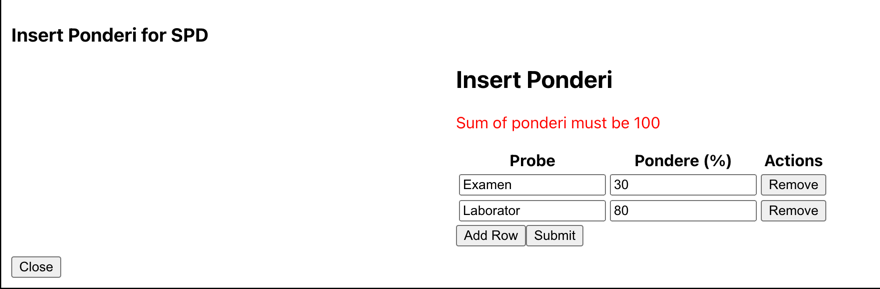 Insert Ponderi for SPD
Insert Ponderi
Sum of ponderi must be 100
Probe Pondere (%) Actions
Examen 30 Remove
Laborator 80 Remove
Add Row Submit
Close